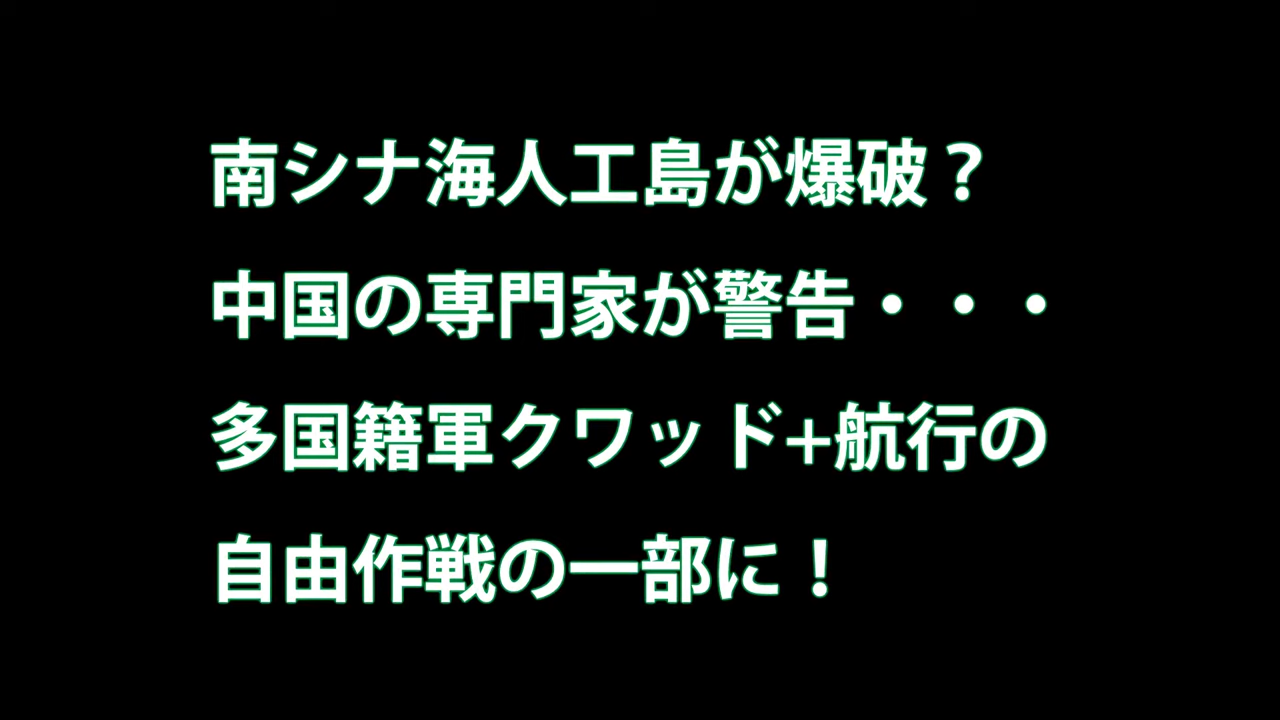 南シナ海人工島が爆破？
中国の専門家が警告・・・
多国籍軍クワッド+航行の
自由作戦の一部に！